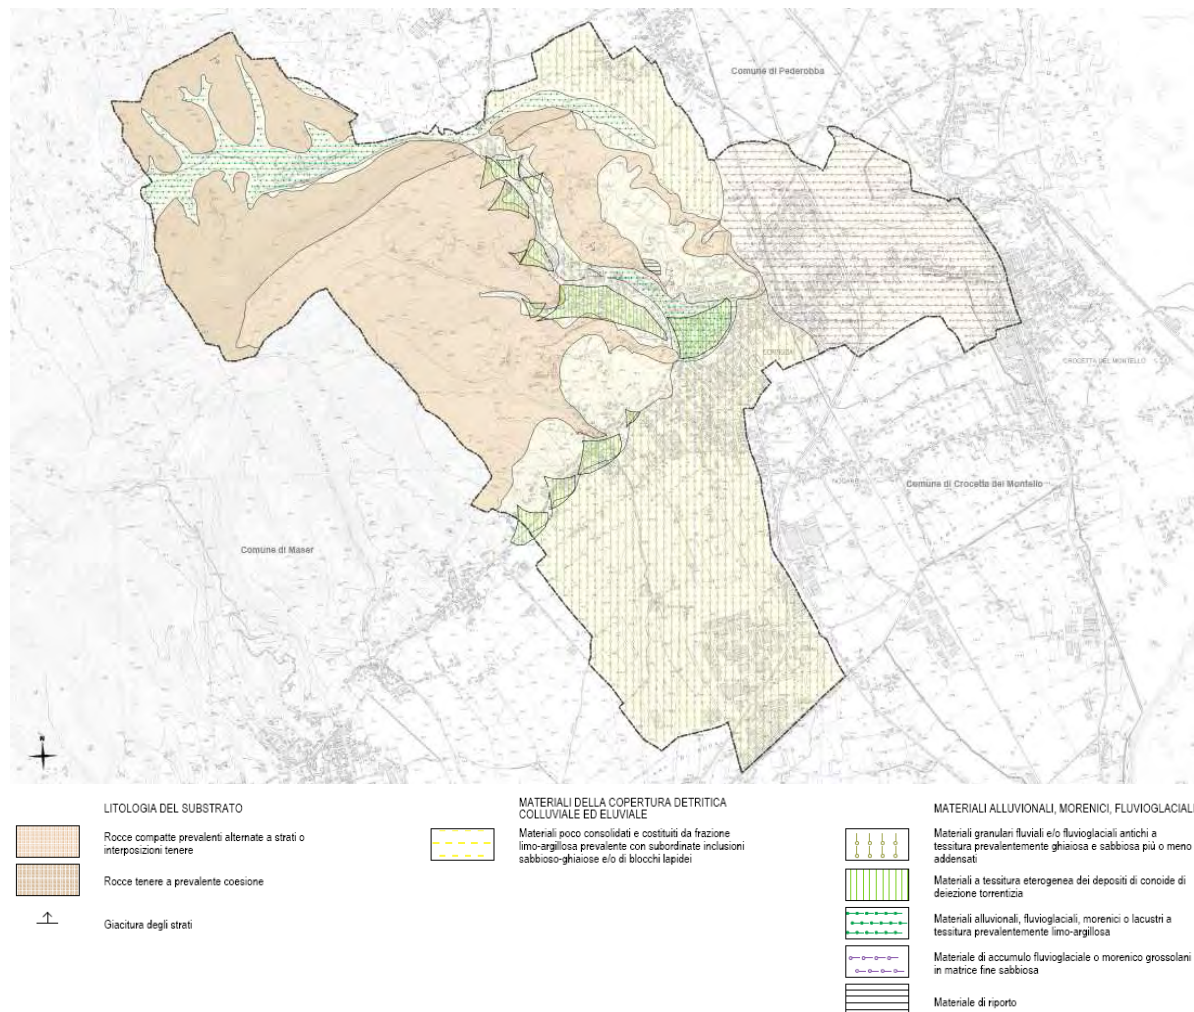 Comune di Pederobba
CORNUDA
CROCETTA DEL MONTELLO
NOGARE'
Comune di Crocetta del Montello
Comune di Maser
N
LITOLOGIA DEL SUBSTRATO
Rocce compatte prevalenti alternate a strati o
interposizioni tenere
Rocce tenere a prevalente coesione
Giacitura degli strati
MATERIALI DELLA COPERTURA DETRITICA
COLLUVIALE ED ELUVIALE
Materiali poco consolidati e costituiti da frazione
limo-argillosa prevalente con subordinate inclusioni
sabbioso-ghiaiose e/o di blocchi lapidei
MATERIALI ALLUVIONALI, MORENICI, FLUVIOGLACIALI
Materiali granulari fluviali e/o fluvioglaciali antichi a
tessitura prevalentemente ghiaiosa e sabbiosa più o meno
addensati
Materiali a tessitura eterogenea dei depositi di conoide di
deiezione torrentizia
Materiali alluvionali, fluvioglaciali, morenici o lacustri a
tessitura prevalentemente limo-argillosa
Materiale di accumulo fluvioglaciale o morenico grossolani
in matrice fine sabbiosa
Materiale di riporto